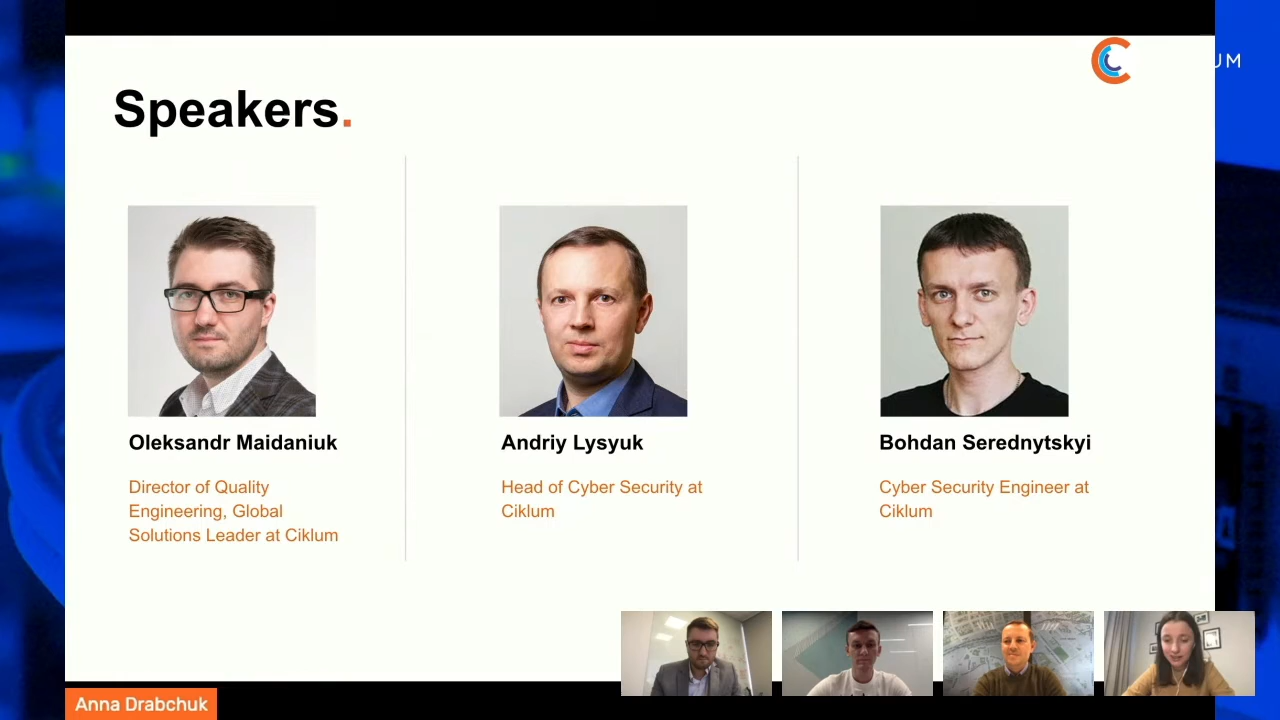 UM
Speakers.
Oleksandr Maidaniuk
Director of Quality
Engineering, Global
Solutions Leader at Ciklum
Andriy Lysyuk
Head of Cyber Security at
Ciklum
Bohdan Serednytskyi
Cyber Security Engineer at
Ciklum
Anna Drabchuk